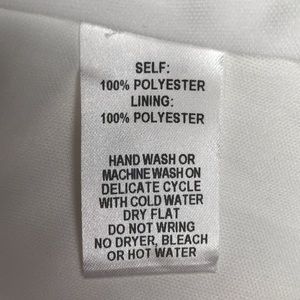 SELF:
100% POLYESTER
LINING:
100% POLYESTER
HAND WASH OR
MACHINE WASH ON
DELICATE CYCLE
WITH COLD WATER
DRY FLAT
DO NOT WRING
NO DRYER, BLEACH
OR HOT WATER